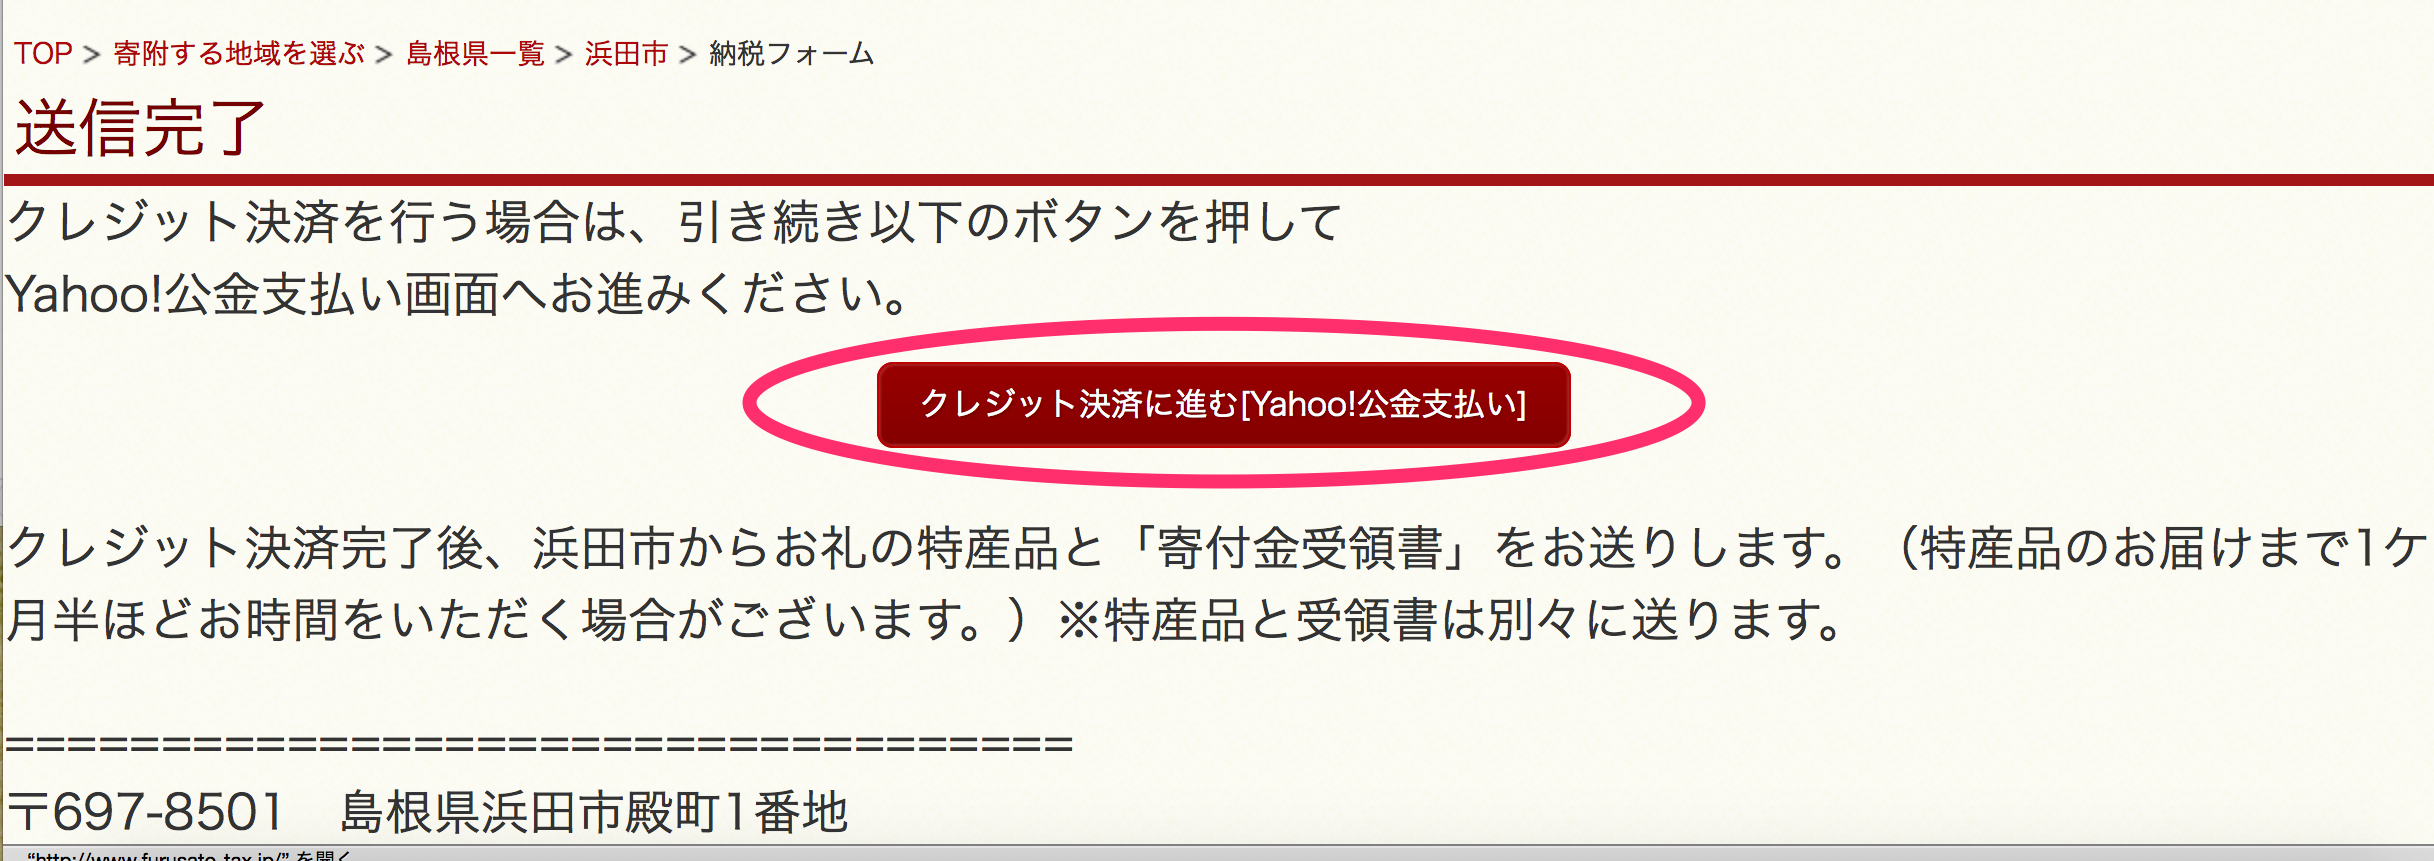 TOP > 寄附する地域を選ぶ > 島根県一覧 > 浜田市 > 納税フォーム
送信完了
クレジット決済を行う場合は、引き続き以下のボタンを押して
Yahoo!公金支払い画面へお進みください。
クレジット決済に進む[Yahoo!公金支払い]
クレジット決済完了後、浜田市からお礼の特産品と「寄付金受領書」をお送りします。（特産品のお届けまで1ケ
月半ほどお時間をいただく場合がございます。）※特産品と受領書は別々に送ります。
==================================
〒697-8501　島根県浜田市殿町1番地
“http://www.furusato-tax.jp/” を開く